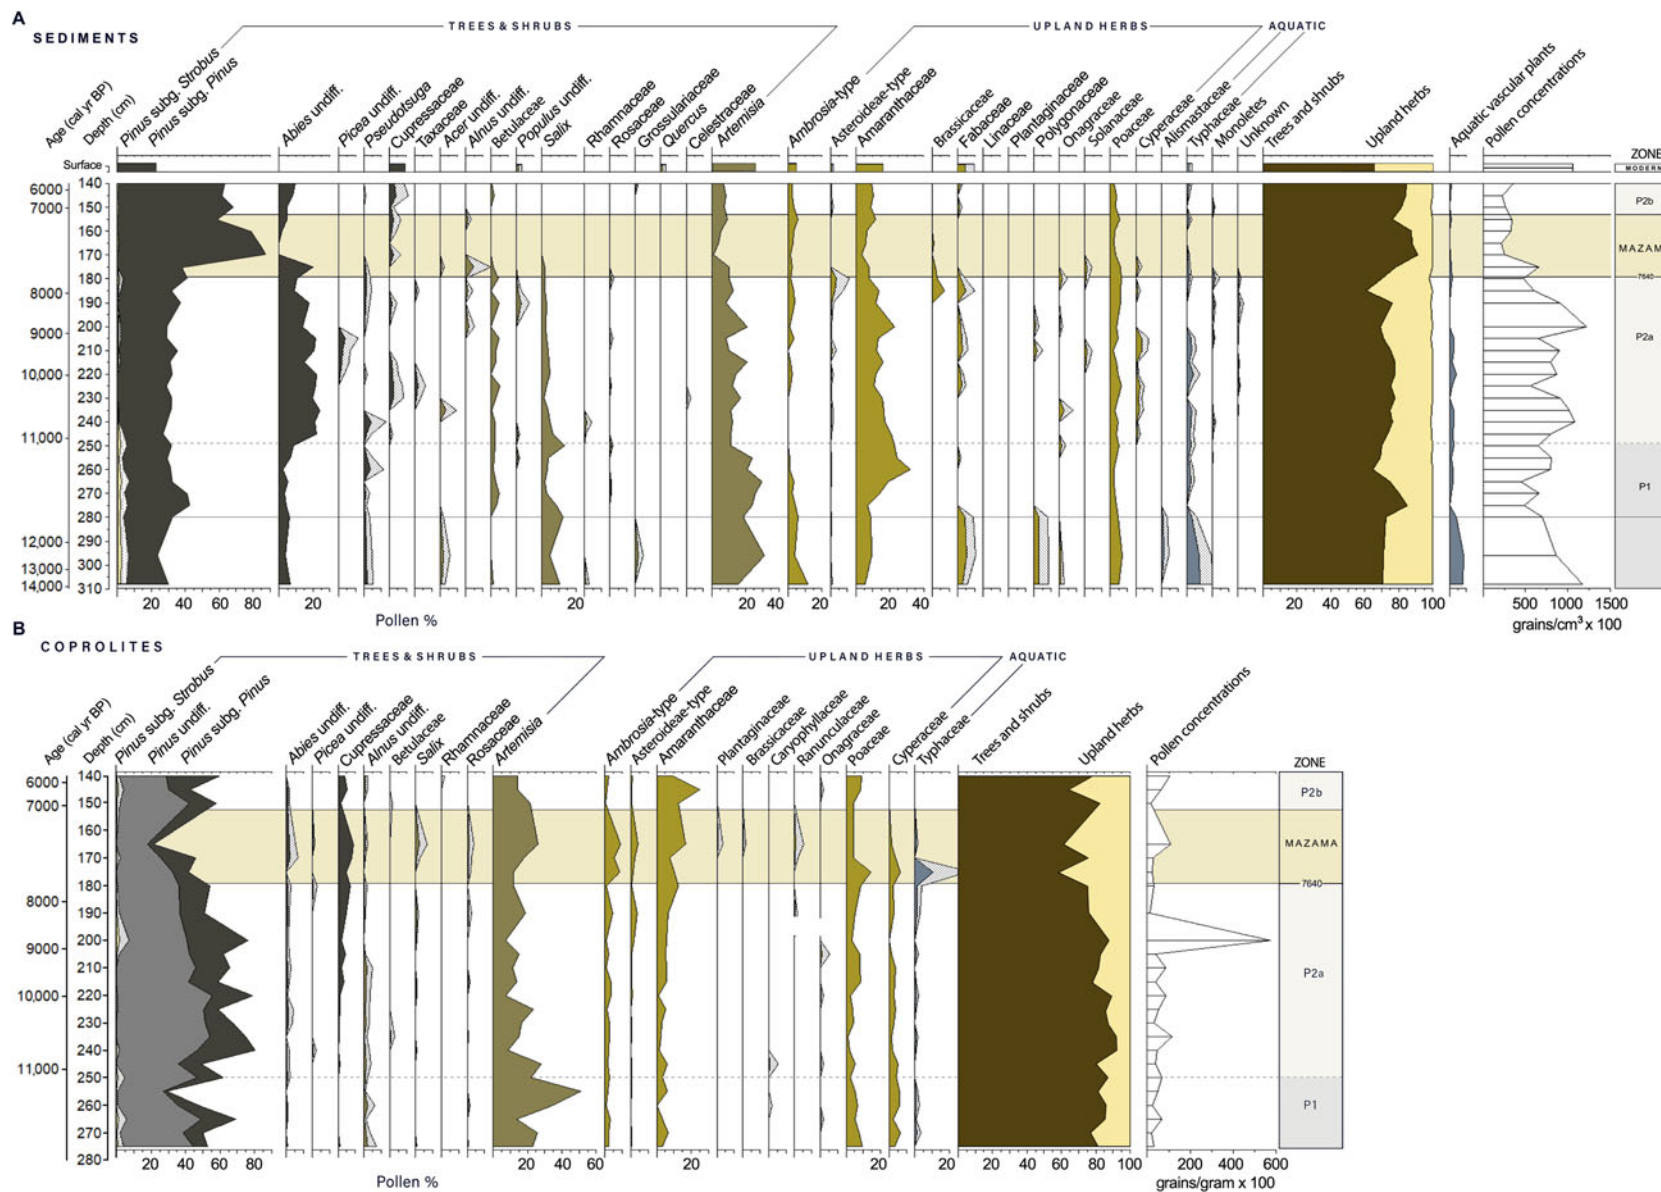 A
SEDIMENTS
TREES & SHRUBS
UPLAND HERBS
AQUATIC
Age (cal yr BP)
Depth (cm)
Pinus subg. Strobus
Pinus subg. Pinus
Abies undiff.
Picea undiff.
Pseudotsuga
Cupressaceae
Taxaceae
Acer undiff.
Alnus undiff.
Betulaceae
Populus undiff.
Salix
Rhamnaceae
Rosaceae
Grossulariaceae
Quercus
Celestraceae
Artemisia
Ambrosia-type
Asteroideae-type
Amaranthaceae
Brassicaceae
Fabaceae
Linaceae
Plantaginaceae
Polygonaceae
Onagraceae
Solanaceae
Poaceae
Cyperaceae
Alismastaceae
Typhaceae
Monoletes
Unknown
Trees and shrubs
Upland herbs
Aquatic vascular plants
Pollen concentrations
ZONE
Surface
MODERN
6000
7000
8000
9000
10,000
11,000
12,000
13,000
14,000
140
150
160
170
180
190
200
210
220
230
240
250
260
270
280
290
300
310
P2b
MAZAMA
7640
P2a
P1
20 40 60 80
20
20
20 40
20
20 40
20
20 40 60 80 100
500 1000 1500
Pollen %
grains/cm³ x 100
B
COPROLITES
TREES & SHRUBS
UPLAND HERBS
AQUATIC
Age (cal yr BP)
Depth (cm)
Pinus subg. Strobus
Pinus undiff.
Pinus subg. Pinus
Abies undiff.
Picea undiff.
Cupressaceae
Alnus undiff.
Betulaceae
Salix
Rhamnaceae
Rosaceae
Artemisia
Ambrosia-type
Asteroideae-type
Amaranthaceae
Plantaginaceae
Brassicaceae
Caryophyllaceae
Ranunculaceae
Onagraceae
Poaceae
Cyperaceae
Typhaceae
Trees and shrubs
Upland herbs
Pollen concentrations
ZONE
6000
7000
8000
9000
10,000
11,000
140
150
160
170
180
190
200
210
220
230
240
250
260
270
280
P2b
MAZAMA
7640
P2a
P1
20 40 60 80
20 40 60
20
20
20 40 60 80 100
200 400 600
Pollen %
grains/gram x 100